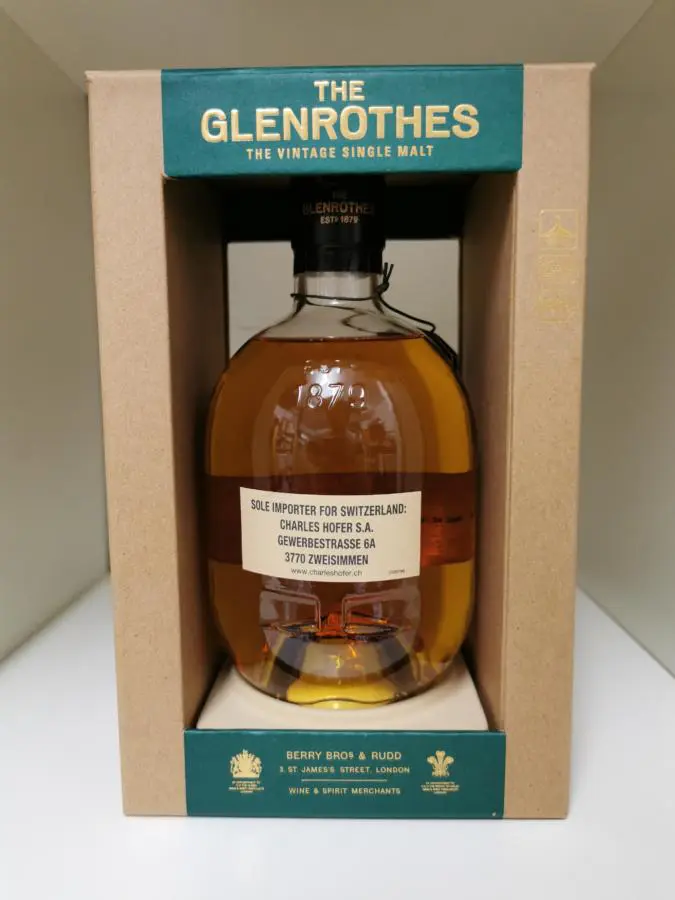 THE
GLENROTHES
THE VINTAGE SINGLE MALT
THE
GLENROTHES
ESTD 1879
1879
SOLE IMPORTER FOR SWITZERLAND:
CHARLES HOFER S.A.
GEWERBESTRASSE 6A
3770 ZWEISIMMEN
www.charleshofer.ch
BERRY BROS & RUDD
3, ST JAMES'S STREET, LONDON
WINE & SPIRIT MERCHANTS